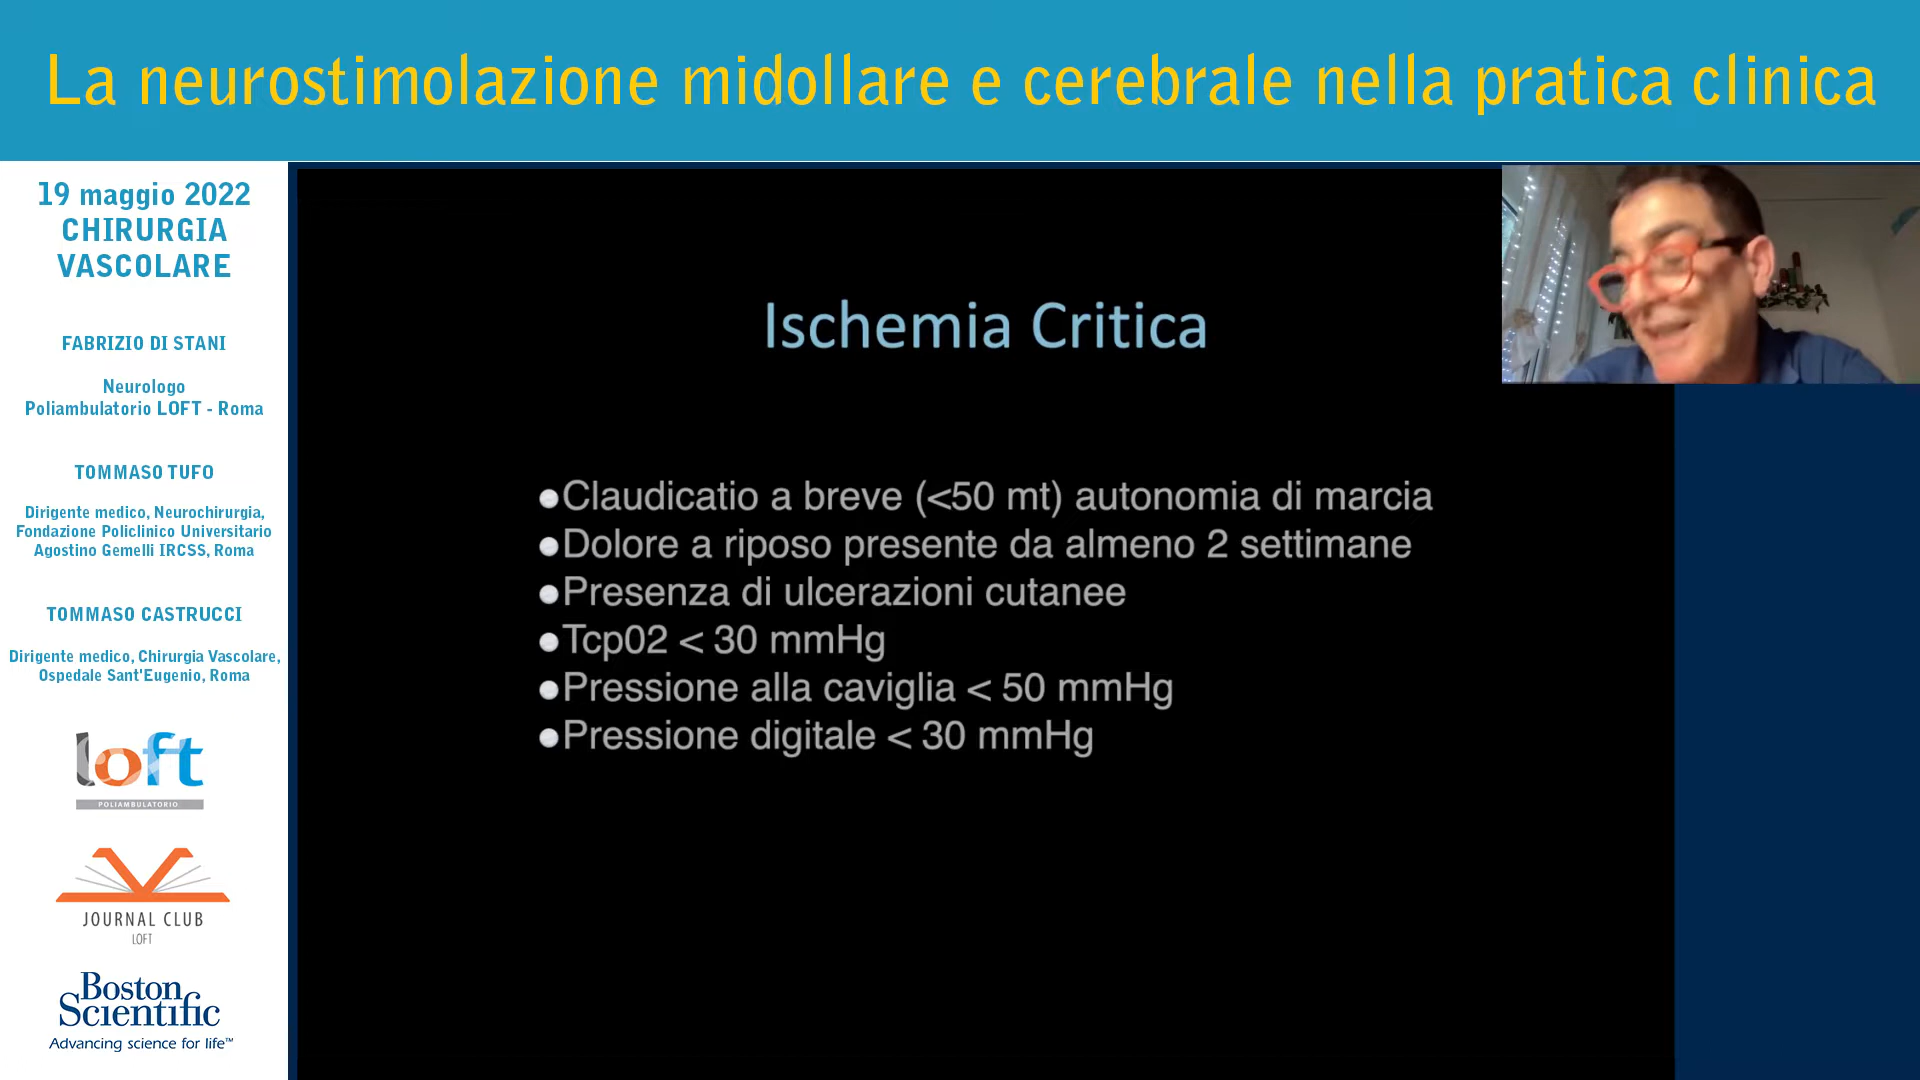 La neurostimolazione midollare e cerebrale nella pratica clinica
19 maggio 2022
CHIRURGIA
VASCOLARE
FABRIZIO DI STANI
Neurologo
Poliambulatorio LOFT - Roma
TOMMASO TUFO
Dirigente medico, Neurochirurgia,
Fondazione Policlinico Universitario
Agostino Gemelli IRCSS, Roma
TOMMASO CASTRUCCI
Dirigente medico, Chirurgia Vascolare,
Ospedale Sant'Eugenio, Roma
loft
POLIAMBULATORIO
JOURNAL CLUB
LOFT
Boston
Scientific
Advancing science for life™
Ischemia Critica
●Claudicatio a breve (<50 mt) autonomia di marcia
●Dolore a riposo presente da almeno 2 settimane
●Presenza di ulcerazioni cutanee
●Tcp02 < 30 mmHg
●Pressione alla caviglia < 50 mmHg
●Pressione digitale < 30 mmHg